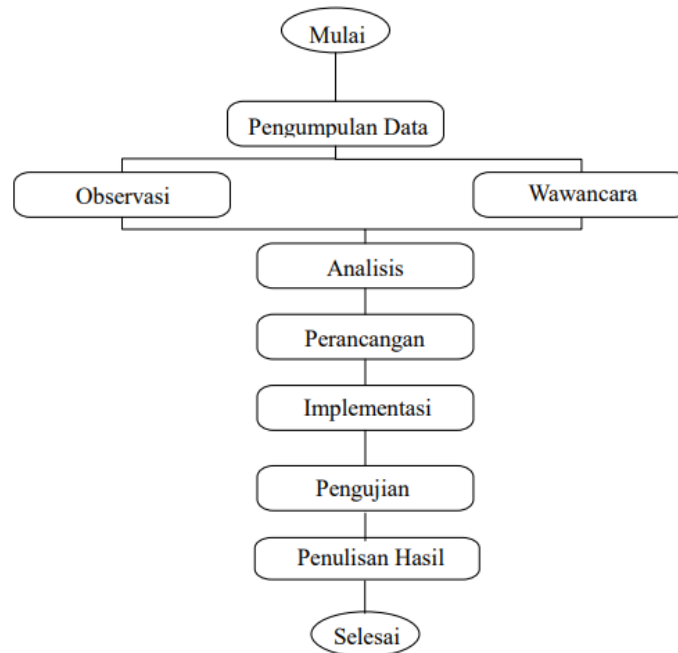 Mulai
Pengumpulan Data
Observasi
Wawancara
Analisis
Perancangan
Implementasi
Pengujian
Penulisan Hasil
Selesai